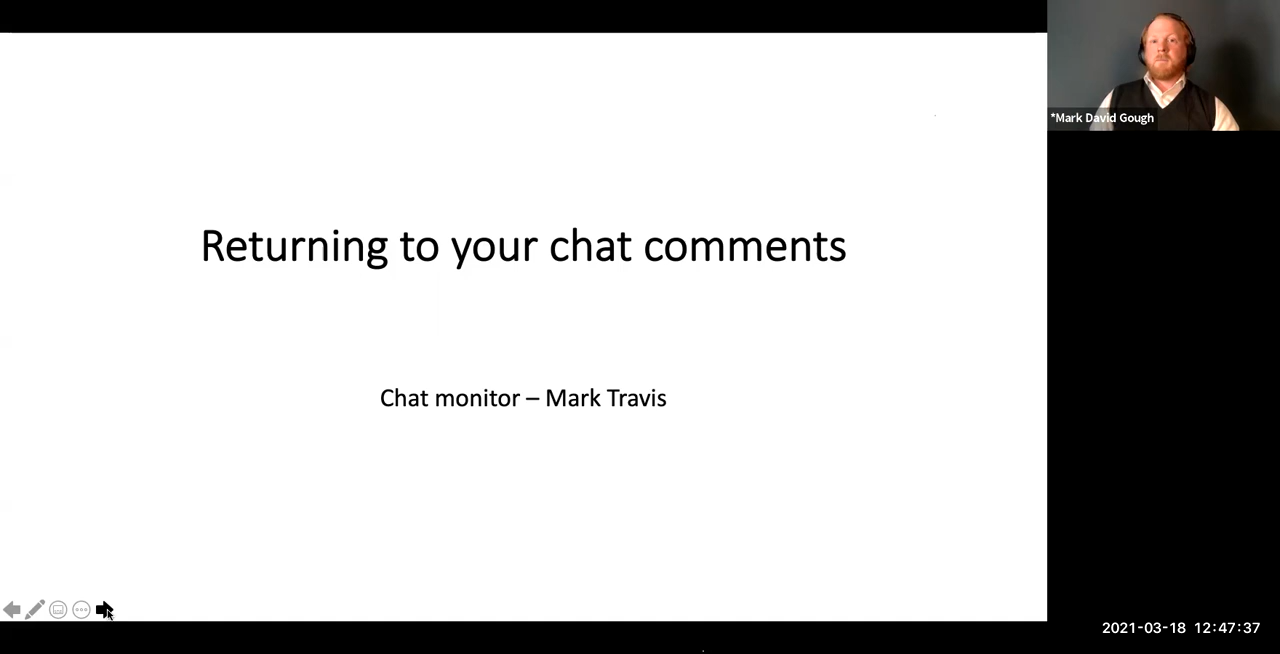 *Mark David Gough
Returning to your chat comments
Chat monitor – Mark Travis
2021-03-18 12:47:37